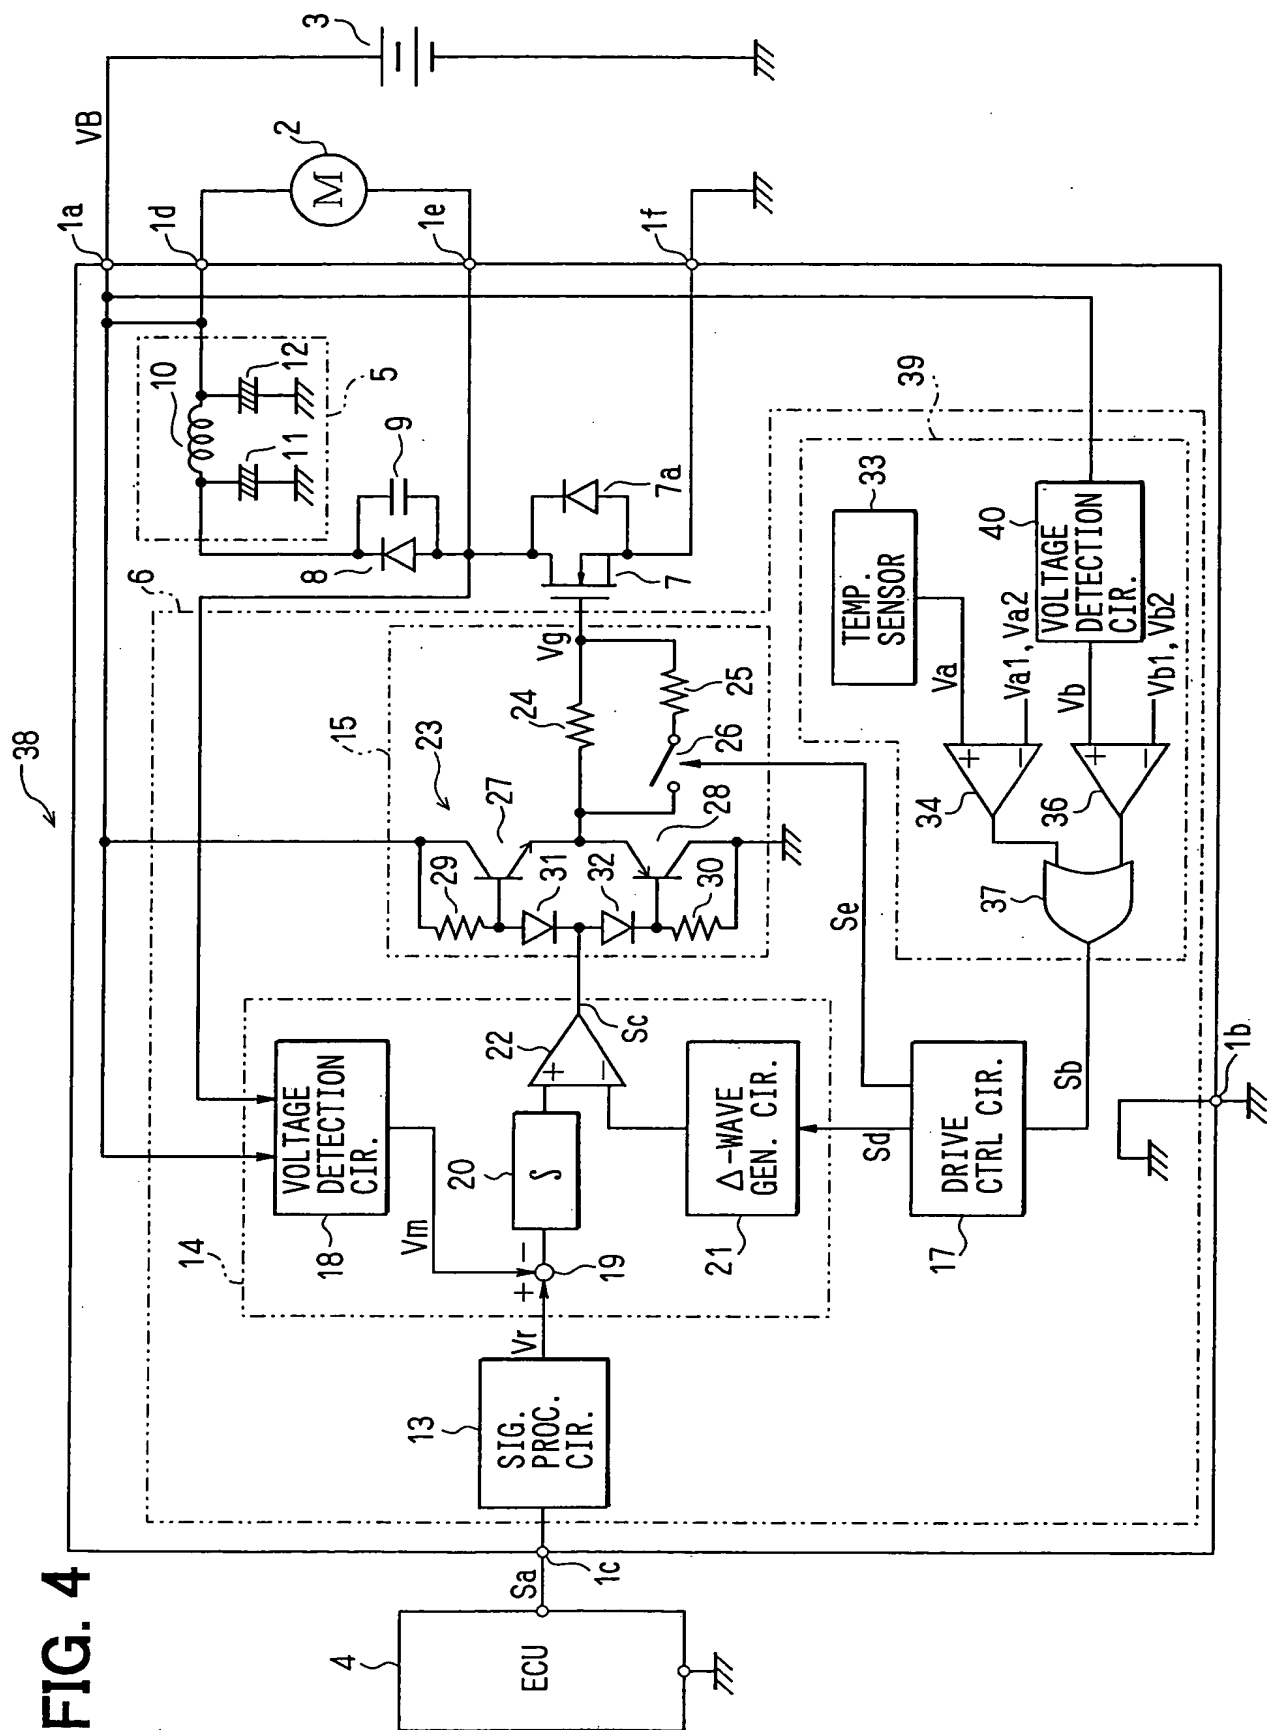 FIG. 4
38
3
VB
2
M
1a
1d
1e
1f
10
12
11
5
9
8
7a
7
6
39
33
TEMP.
SENSOR
40
VOLTAGE
DETECTION
CIR.
Va
Va1, Va2
Vb
Vb1, Vb2
+
−
+
−
34
36
37
15
23
24
Vg
25
26
27
28
29
31
32
30
Se
Sb
Sc
22
+
−
14
VOLTAGE
DETECTION
CIR.
18
Vm
20
∫
−
+
19
Δ-WAVE
GEN. CIR.
21
Sd
DRIVE
CTRL CIR.
17
1b
Vr
13
SIG.
PROC.
CIR.
Sa
1c
4
ECU